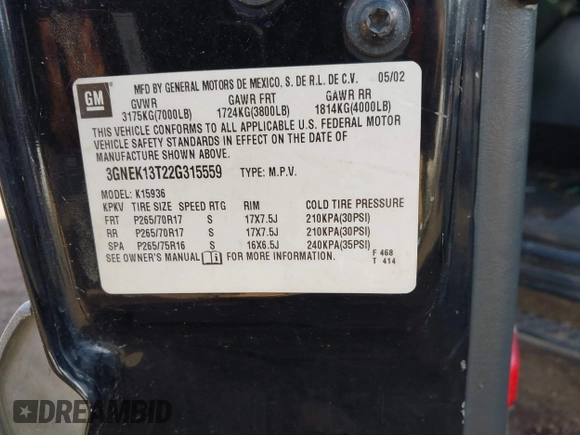 GM
MFD BY GENERAL MOTORS DE MEXICO, S. DE R.L. DE C.V. 05/02
GVWR GAWR FRT GAWR RR
3175KG(7000LB) 1724KG(3800LB) 1814KG(4000LB)
THIS VEHICLE CONFORMS TO ALL APPLICABLE U.S. FEDERAL MOTOR
VEHICLE SAFETY STANDARDS IN EFFECT ON THE DATE OF
MANUFACTURE SHOWN ABOVE.
3GNEK13T22G315559 TYPE: M.P.V.
MODEL: K15936
KPKV TIRE SIZE SPEED RTG RIM COLD TIRE PRESSURE
FRT P265/70R17 S 17X7.5J 210KPA(30PSI)
RR P265/70R17 S 17X7.5J 210KPA(30PSI)
SPA P265/75R16 S 16X6.5J 240KPA(35PSI)
SEE OWNER'S MANUAL i FOR MORE INFORMATION.
F 468
T 414
DREAMBID